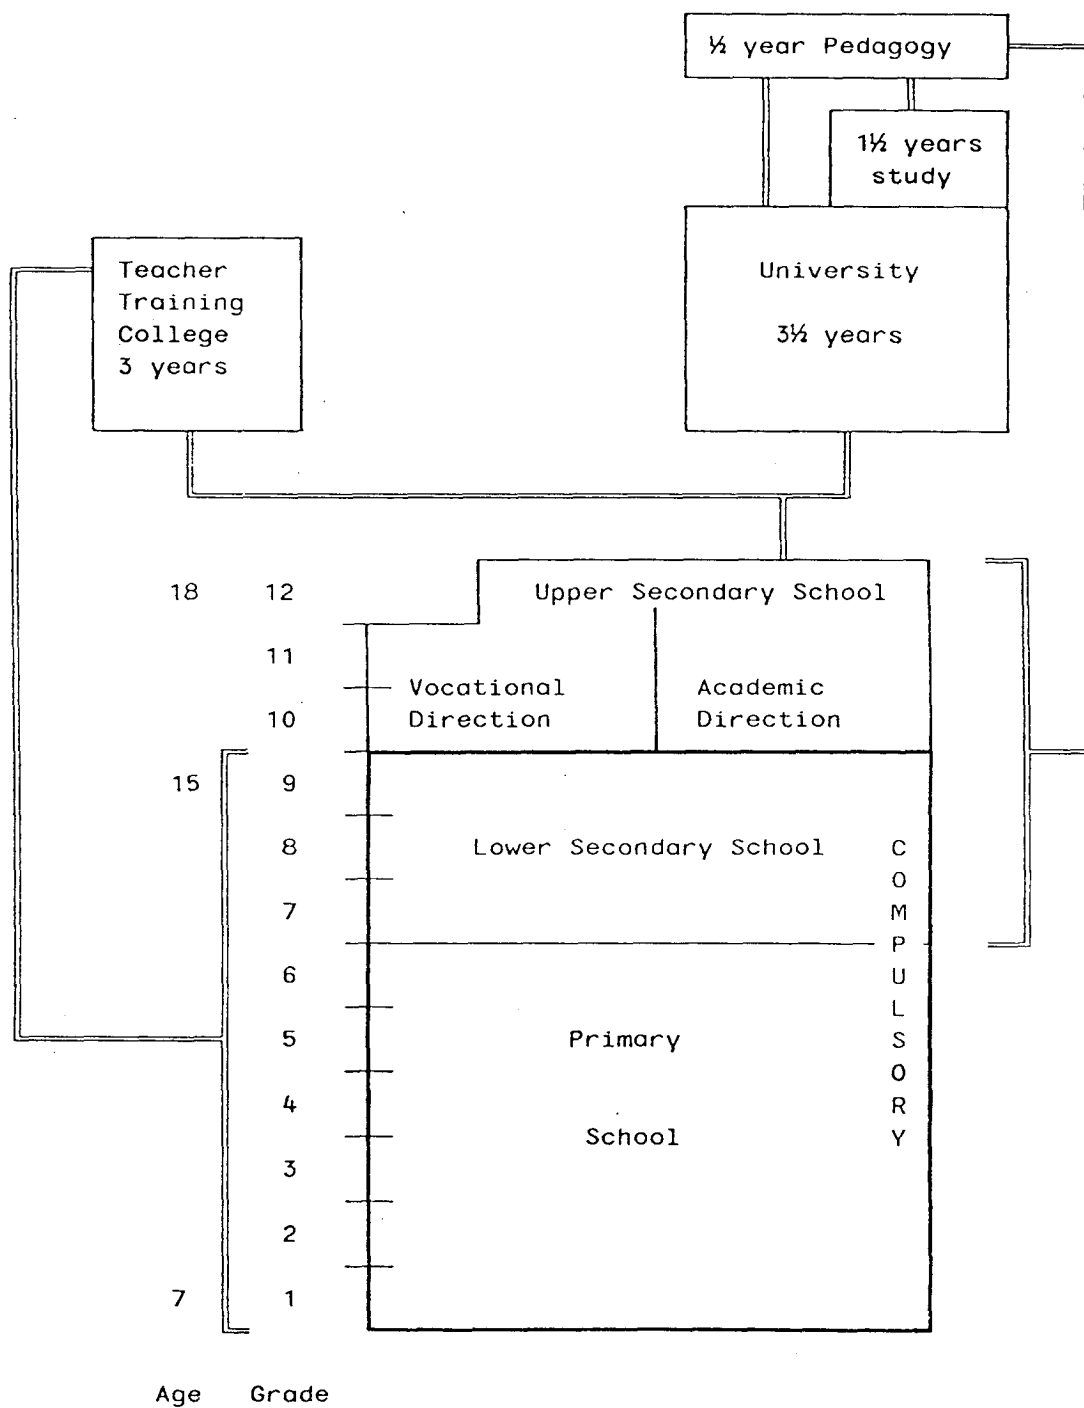 ½ year Pedagogy
1½ years
study
University
3½ years
Teacher
Training
College
3 years
18 12 Upper Secondary School
11
Vocational Academic
10 Direction Direction
15 9
8 Lower Secondary School
7
6
5 Primary
4
School
3
2
7 1
COMPULSORY
Age Grade